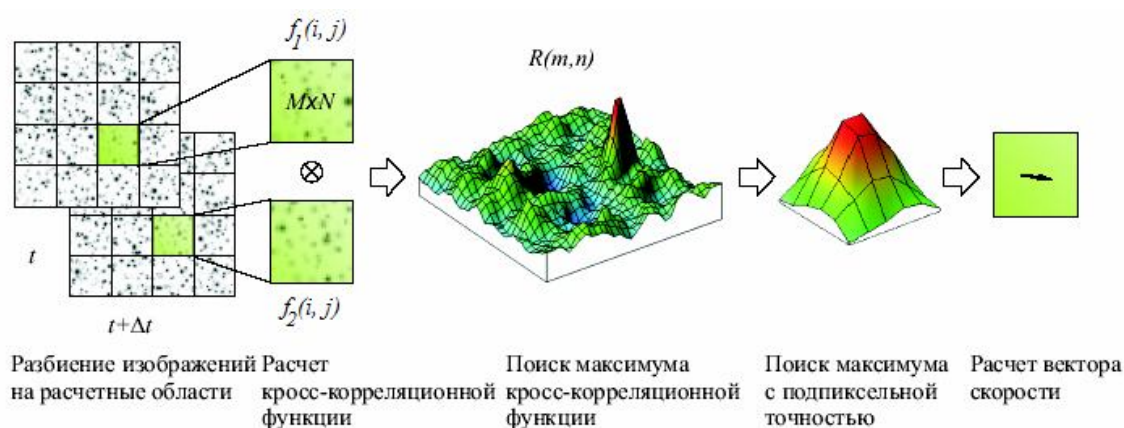 f₁(i, j)
R(m,n)
MxN
t
f₂(i, j)
t+Δt
Разбиение изображений
на расчетные области
Расчет
кросс-корреляционной
функции
Поиск максимума
кросс-корреляционной
функции
Поиск максимума
с подпиксельной
точностью
Расчет вектора
скорости